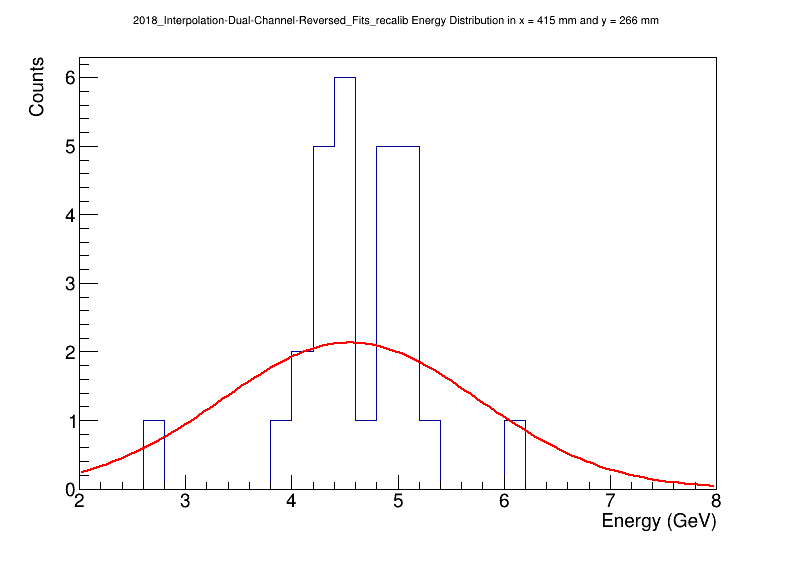 2018_Interpolation-Dual-Channel-Reversed_Fits_recalib Energy Distribution in x = 415 mm and y = 266 mm
Counts
6
5
4
3
2
1
0
2 3 4 5 6 7 8
Energy (GeV)